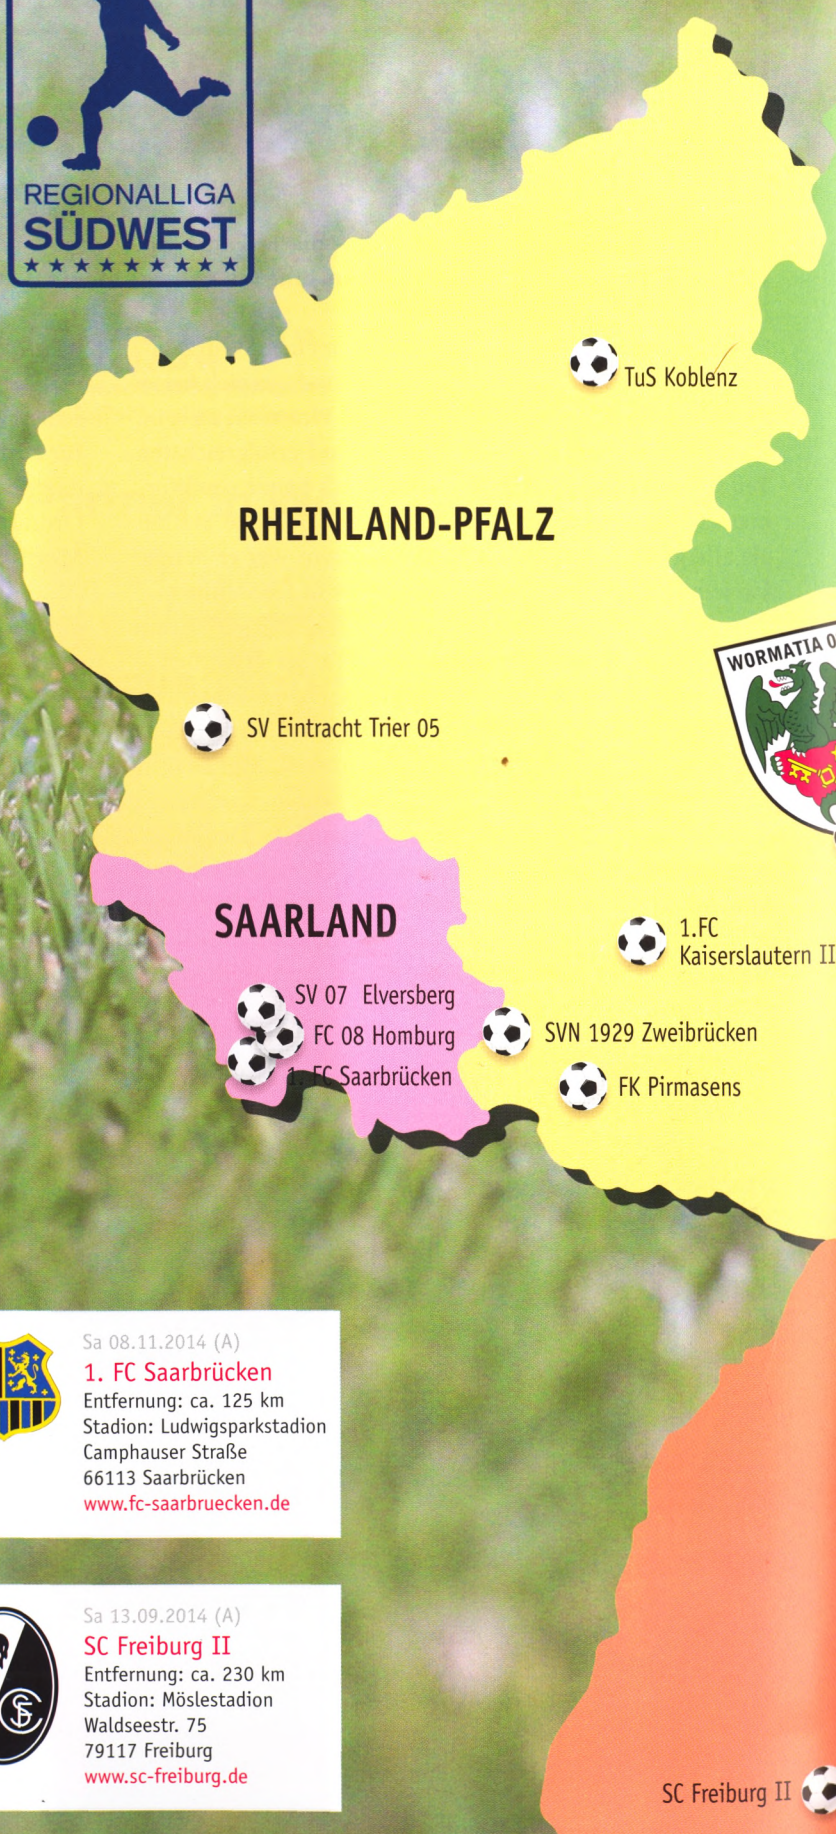 REGIONALLIGA
SÜDWEST
TuS Koblenz
RHEINLAND-PFALZ
WORMATIA 0
SV Eintracht Trier 05
SAARLAND
1.FC
Kaiserslautern II
SV 07 Elversberg
FC 08 Homburg
SVN 1929 Zweibrücken
1. FC Saarbrücken
FK Pirmasens
Sa 08.11.2014 (A)
1. FC Saarbrücken
Entfernung: ca. 125 km
Stadion: Ludwigsparkstadion
Camphauser Straße
66113 Saarbrücken
www.fc-saarbruecken.de
Sa 13.09.2014 (A)
SC Freiburg II
Entfernung: ca. 230 km
Stadion: Möslestadion
Waldseestr. 75
79117 Freiburg
www.sc-freiburg.de
SC Freiburg II